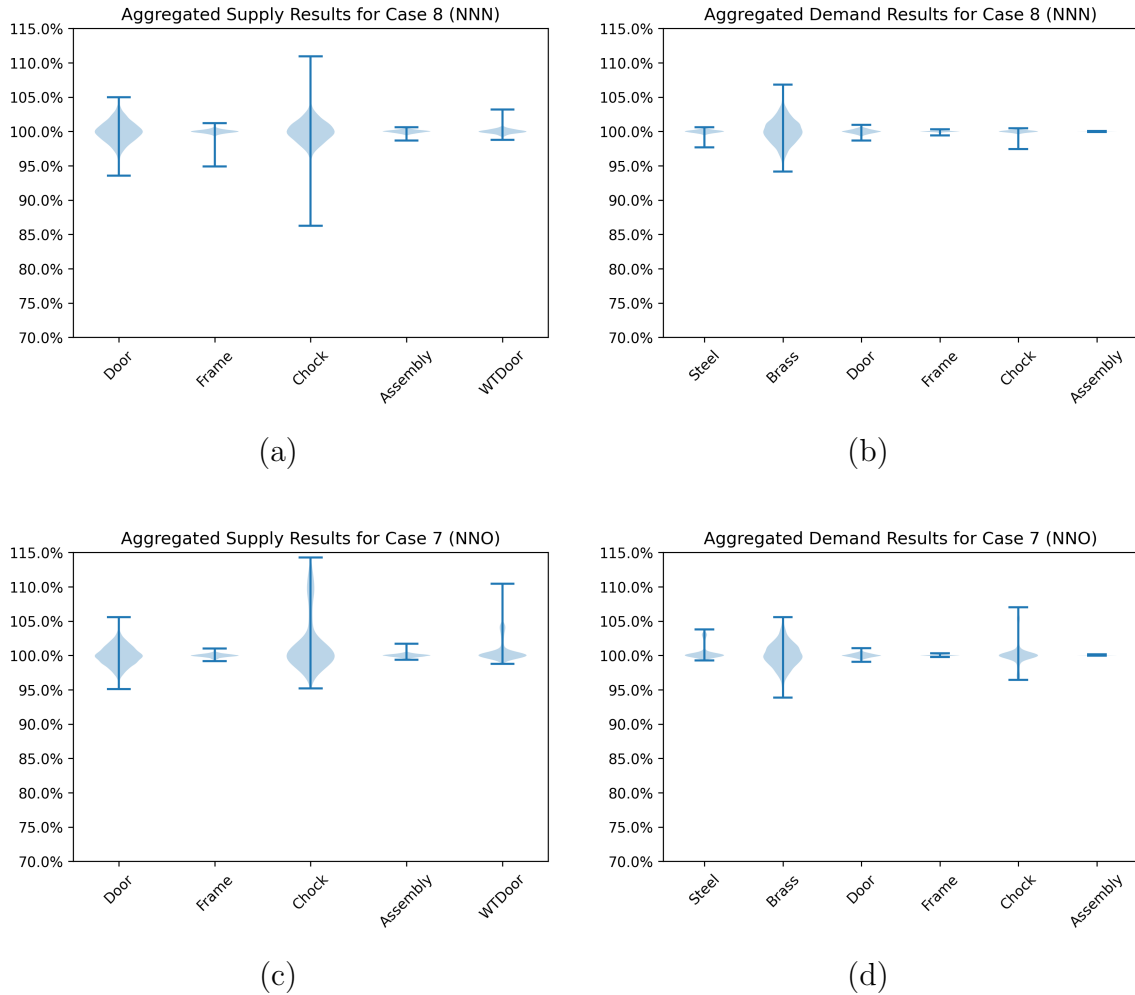 Aggregated Supply Results for Case 8 (NNN)
115.0%
110.0%
105.0%
100.0%
95.0%
90.0%
85.0%
80.0%
75.0%
70.0%
Door
Frame
Chock
Assembly
WTDoor
(a)
Aggregated Demand Results for Case 8 (NNN)
115.0%
110.0%
105.0%
100.0%
95.0%
90.0%
85.0%
80.0%
75.0%
70.0%
Steel
Brass
Door
Frame
Chock
Assembly
(b)
Aggregated Supply Results for Case 7 (NNO)
115.0%
110.0%
105.0%
100.0%
95.0%
90.0%
85.0%
80.0%
75.0%
70.0%
Door
Frame
Chock
Assembly
WTDoor
(c)
Aggregated Demand Results for Case 7 (NNO)
115.0%
110.0%
105.0%
100.0%
95.0%
90.0%
85.0%
80.0%
75.0%
70.0%
Steel
Brass
Door
Frame
Chock
Assembly
(d)